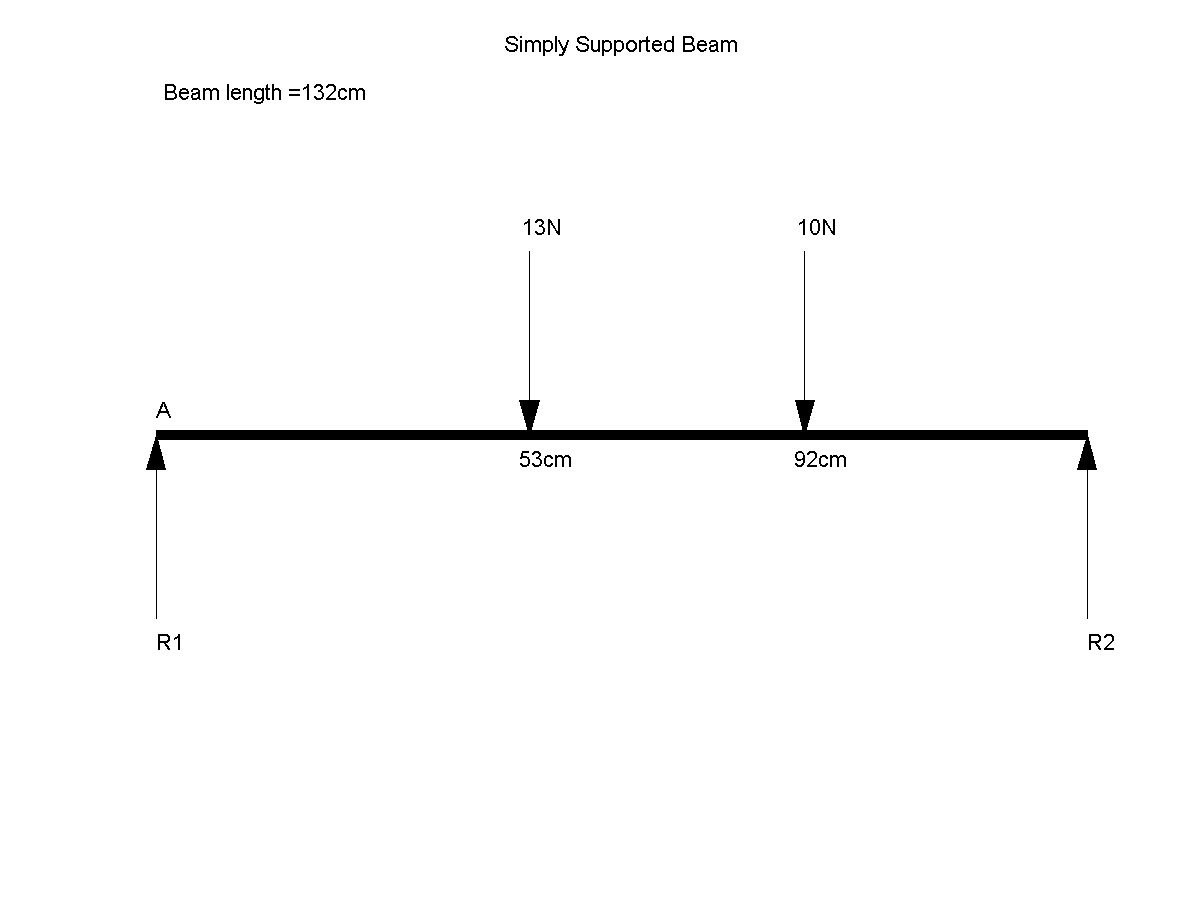 Simply Supported Beam
Beam length =132cm
13N 10N
A
53cm 92cm
R1 R2